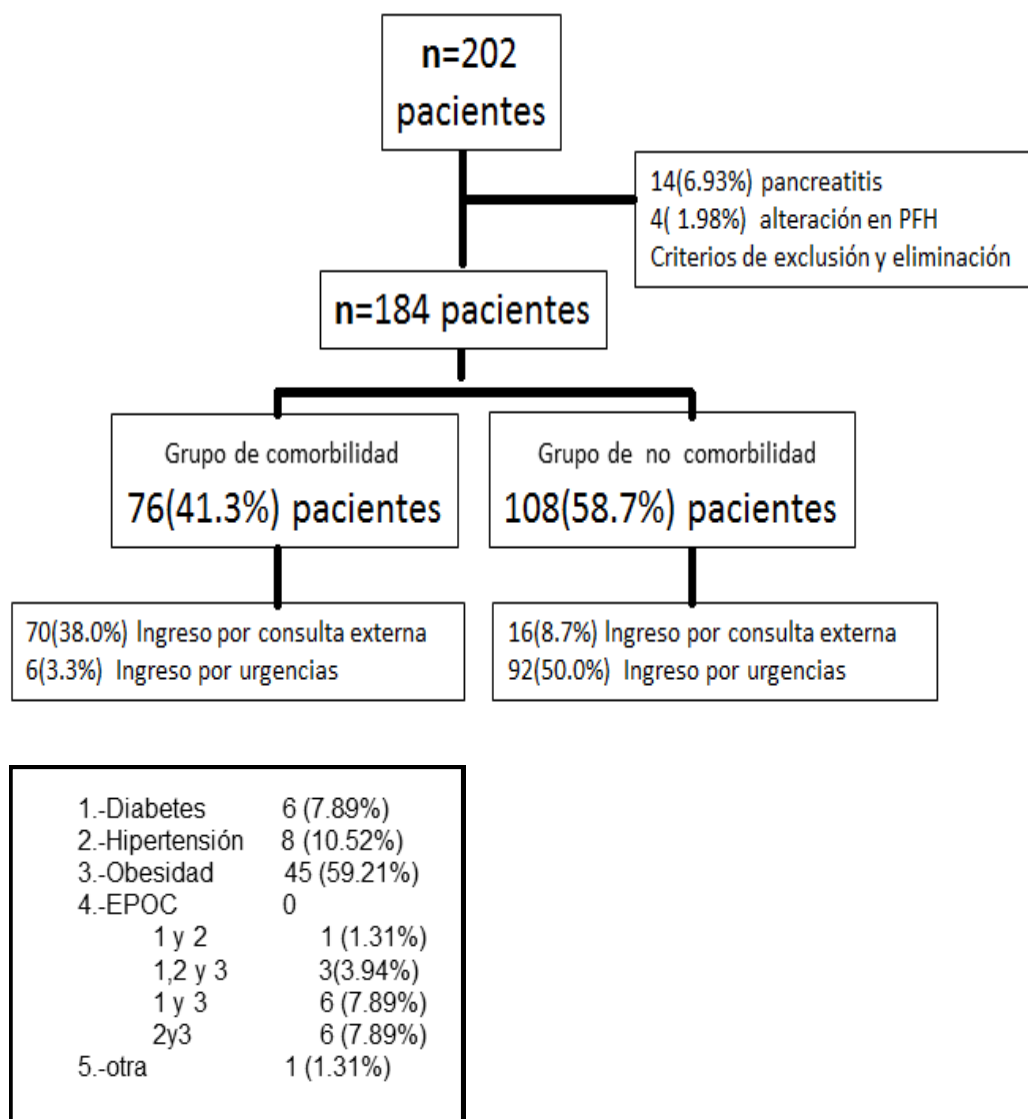 n=202
pacientes
14(6.93%) pancreatitis
4( 1.98%) alteración en PFH
Criterios de exclusión y eliminación
n=184 pacientes
Grupo de comorbilidad
76(41.3%) pacientes
Grupo de no comorbilidad
108(58.7%) pacientes
70(38.0%) Ingreso por consulta externa
6(3.3%) Ingreso por urgencias
16(8.7%) Ingreso por consulta externa
92(50.0%) Ingreso por urgencias
1.-Diabetes 6 (7.89%)
2.-Hipertensión 8 (10.52%)
3.-Obesidad 45 (59.21%)
4.-EPOC 0
1 y 2 1 (1.31%)
1,2 y 3 3(3.94%)
1 y 3 6 (7.89%)
2y3 6 (7.89%)
5.-otra 1 (1.31%)